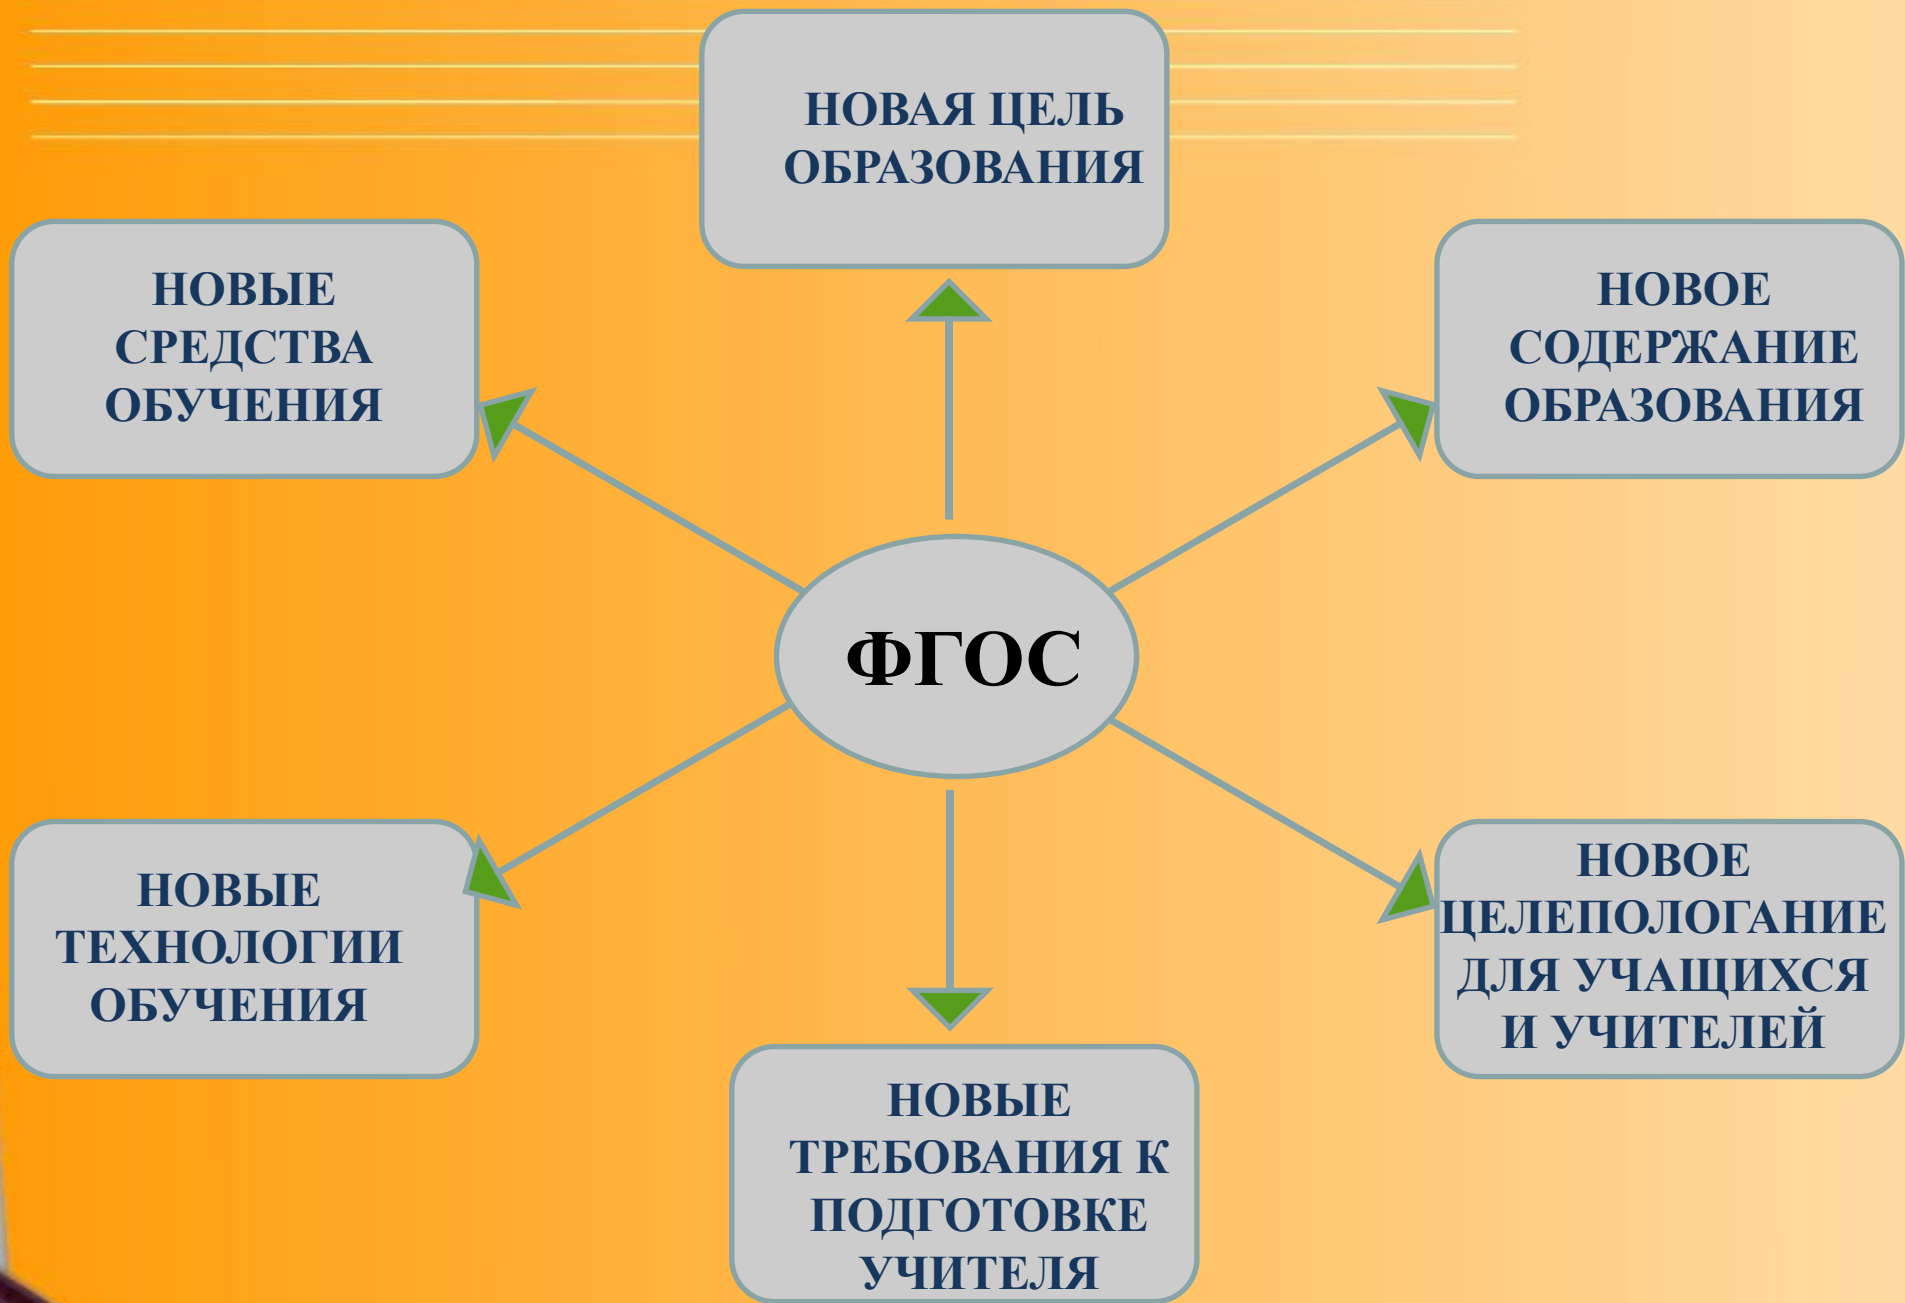 НОВАЯ ЦЕЛЬ
ОБРАЗОВАНИЯ
НОВЫЕ
СРЕДСТВА
ОБУЧЕНИЯ
НОВОЕ
СОДЕРЖАНИЕ
ОБРАЗОВАНИЯ
ФГОС
НОВЫЕ
ТЕХНОЛОГИИ
ОБУЧЕНИЯ
НОВОЕ
ЦЕЛЕПОЛОГАНИЕ
ДЛЯ УЧАЩИХСЯ
И УЧИТЕЛЕЙ
НОВЫЕ
ТРЕБОВАНИЯ К
ПОДГОТОВКЕ
УЧИТЕЛЯ